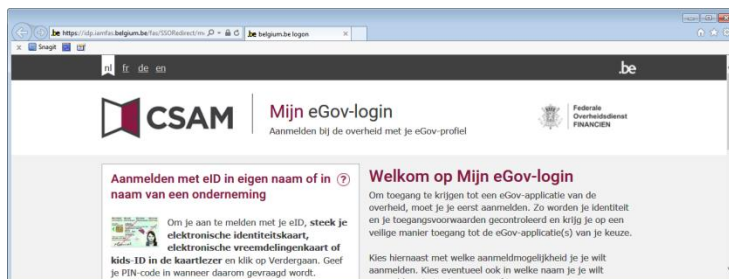 .be https://idp.iamfas.belgium.be/fas/SSORedirect/m
.be belgium.be logon
x Snagit
nl fr de en
.be
CSAM
Mijn eGov-login
Aanmelden bij de overheid met je eGov-profiel
Federale
Overheidsdienst
FINANCIEN
Aanmelden met eID in eigen naam of in
naam van een onderneming
?
Om je aan te melden met je eID, steek je
elektronische identiteitskaart,
elektronische vreemdelingenkaart of
kids-ID in de kaartlezer en klik op Verdergaan. Geef
je PIN-code in wanneer daarom gevraagd wordt.
Welkom op Mijn eGov-login
Om toegang te krijgen tot een eGov-applicatie van de
overheid, moet je je eerst aanmelden. Zo worden je identiteit
en je toegangsvoorwaarden gecontroleerd en krijg je op een
veilige manier toegang tot de eGov-applicatie(s) van je keuze.
Kies hiernaast met welke aanmeldmogelijkheid je je wilt
aanmelden. Kies eventueel ook in welke naam je je wilt